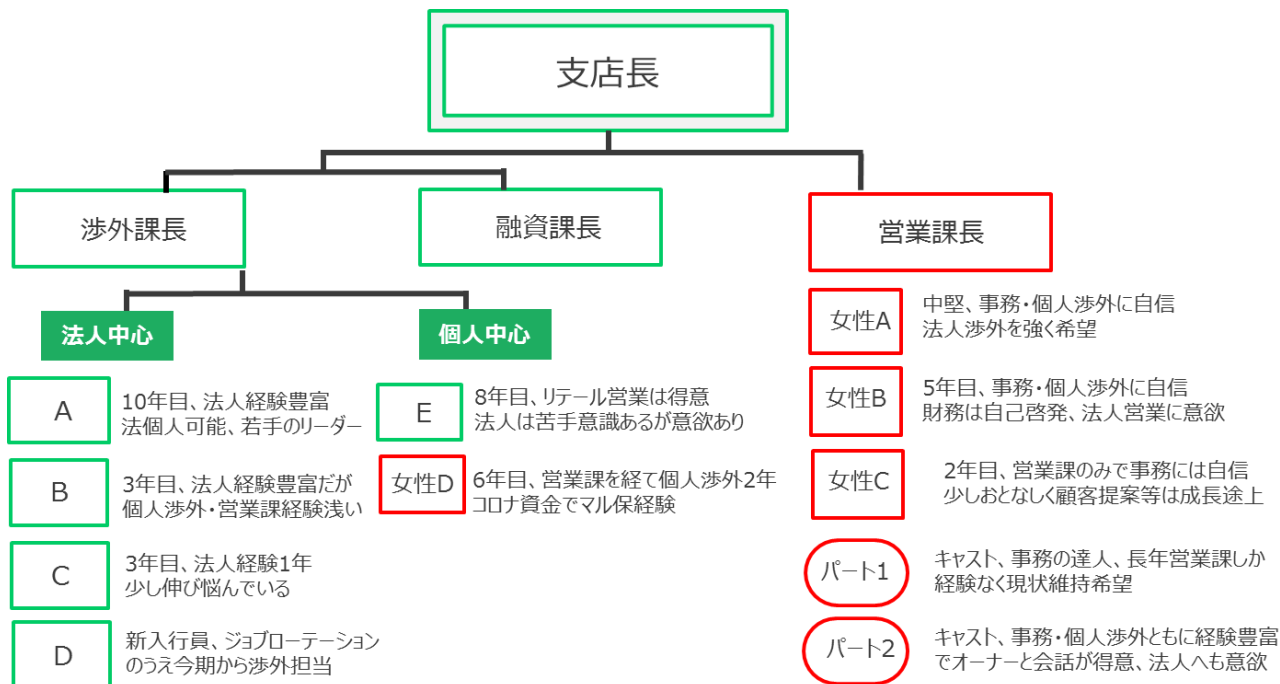 支店長
渉外課長
融資課長
営業課長
法人中心
個人中心
A
10年目、法人経験豊富
法個人可能、若手のリーダー
B
3年目、法人経験豊富だが
個人渉外・営業課経験浅い
C
3年目、法人経験1年
少し伸び悩んでいる
D
新入行員、ジョブローテーション
のうえ今期から渉外担当
E
8年目、リテール営業は得意
法人は苦手意識あるが意欲あり
女性D
6年目、営業課を経て個人渉外2年
コロナ資金でマル保経験
女性A
中堅、事務・個人渉外に自信
法人渉外を強く希望
女性B
5年目、事務・個人渉外に自信
財務は自己啓発、法人営業に意欲
女性C
2年目、営業課のみで事務には自信
少しおとなしく顧客提案等は成長途上
パート1
キャスト、事務の達人、長年営業課しか
経験なく現状維持希望
パート2
キャスト、事務・個人渉外ともに経験豊富
でオーナーと会話が得意、法人へも意欲